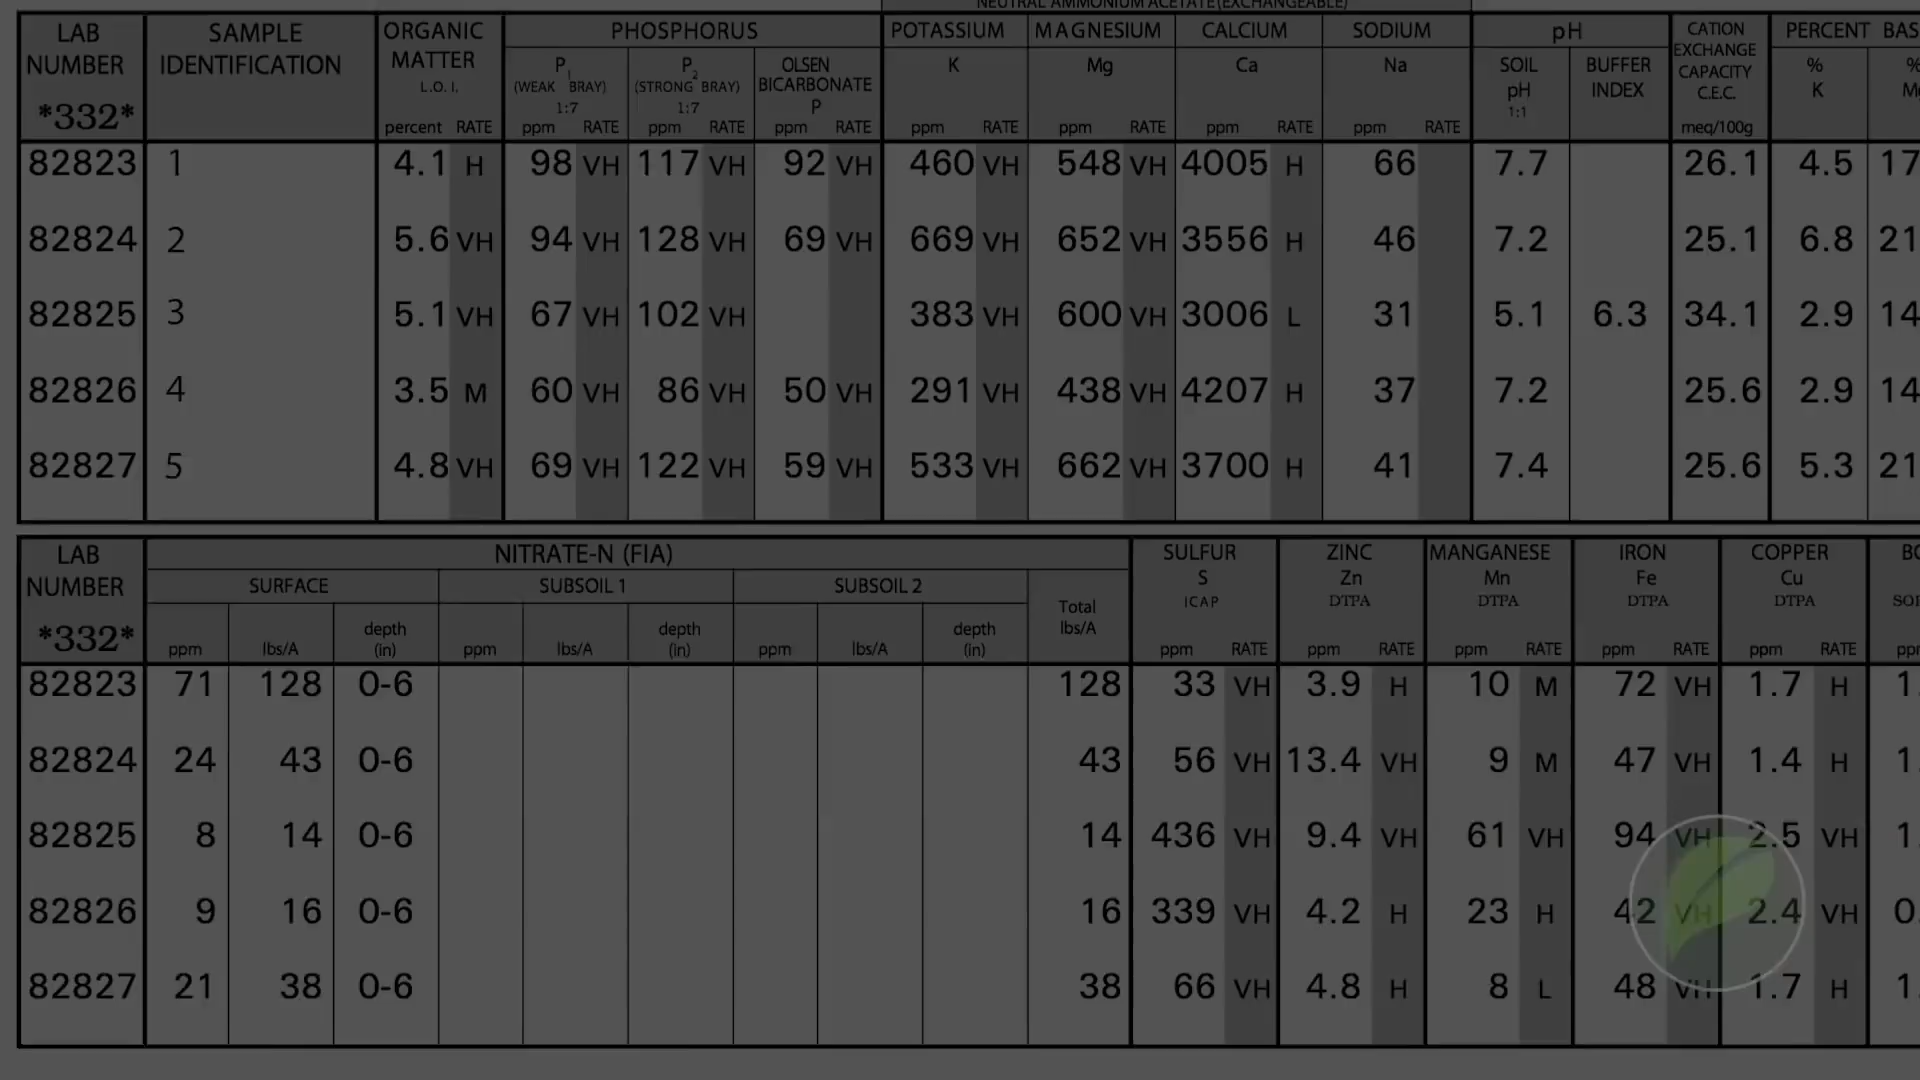 NEUTRAL AMMONIUM ACETATE (EXCHANGEABLE)
LAB NUMBER *332* SAMPLE IDENTIFICATION ORGANIC MATTER L.O.I. percent RATE PHOSPHORUS P1 (WEAK BRAY) 1:7 ppm RATE P2 (STRONG BRAY) 1:7 ppm RATE OLSEN BICARBONATE P ppm RATE POTASSIUM K ppm RATE MAGNESIUM Mg ppm RATE CALCIUM Ca ppm RATE SODIUM Na ppm RATE pH SOIL pH 1:1 BUFFER INDEX CATION EXCHANGE CAPACITY C.E.C. meq/100g PERCENT BAS % K %
82823 1 4.1 H 98 VH 117 VH 92 VH 460 VH 548 VH 4005 H 66 7.7 26.1 4.5 17
82824 2 5.6 VH 94 VH 128 VH 69 VH 669 VH 652 VH 3556 H 46 7.2 25.1 6.8 21
82825 3 5.1 VH 67 VH 102 VH 383 VH 600 VH 3006 L 31 5.1 6.3 34.1 2.9 14
82826 4 3.5 M 60 VH 86 VH 50 VH 291 VH 438 VH 4207 H 37 7.2 25.6 2.9 14
82827 5 4.8 VH 69 VH 122 VH 59 VH 533 VH 662 VH 3700 H 41 7.4 25.6 5.3 21
LAB NUMBER *332* NITRATE-N (FIA) SURFACE ppm lbs/A depth (in) SUBSOIL 1 ppm lbs/A depth (in) SUBSOIL 2 ppm lbs/A depth (in) Total lbs/A SULFUR S ICAP ppm RATE ZINC Zn DTPA ppm RATE MANGANESE Mn DTPA ppm RATE IRON Fe DTPA ppm RATE COPPER Cu DTPA ppm RATE
82823 71 128 0-6 128 33 VH 3.9 H 10 M 72 VH 1.7 H 1.
82824 24 43 0-6 43 56 VH 13.4 VH 9 M 47 VH 1.4 H 1.
82825 8 14 0-6 14 436 VH 9.4 VH 61 VH 94 VH 2.5 VH 1.
82826 9 16 0-6 16 339 VH 4.2 H 23 H 42 VH 2.4 VH 0.
82827 21 38 0-6 38 66 VH 4.8 H 8 L 48 VH 1.7 H 1.